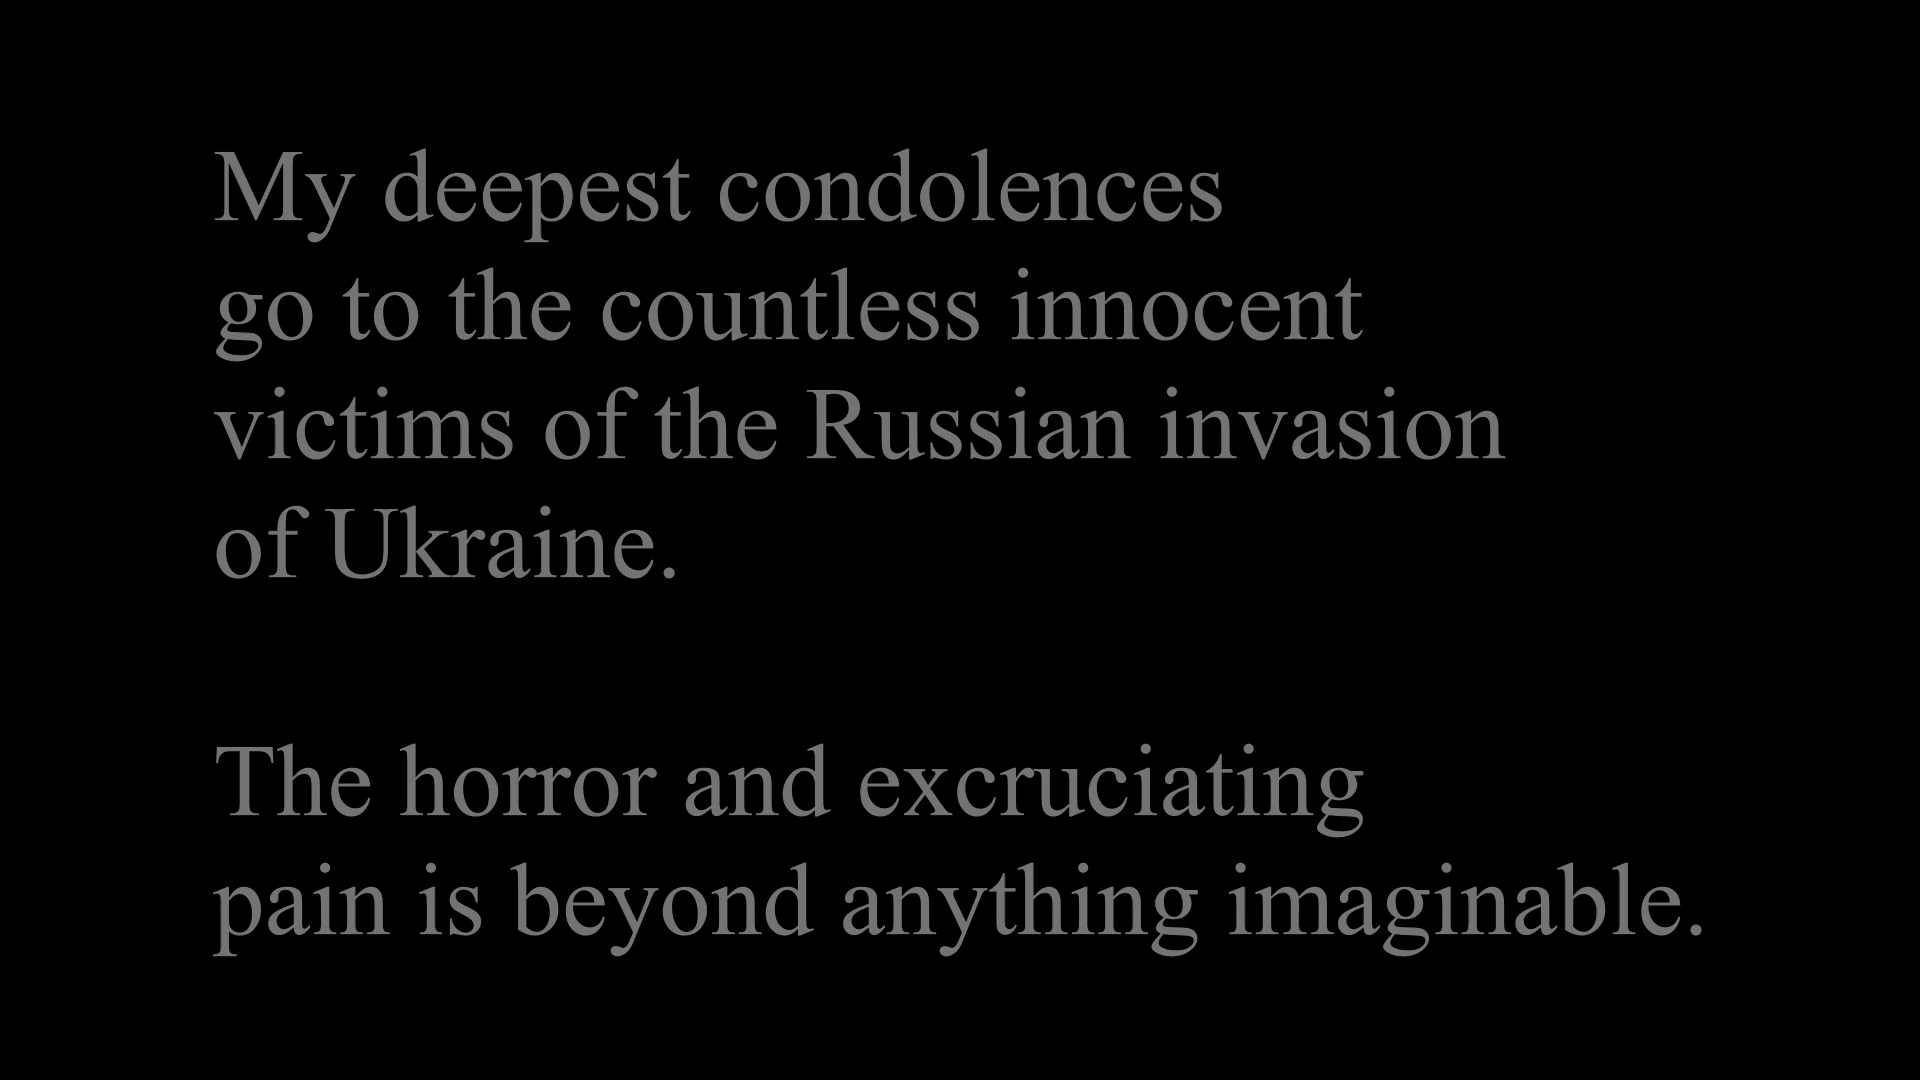 My deepest condolences
go to the countless innocent
victims of the Russian invasion
of Ukraine.
The horror and excruciating
pain is beyond anything imaginable.